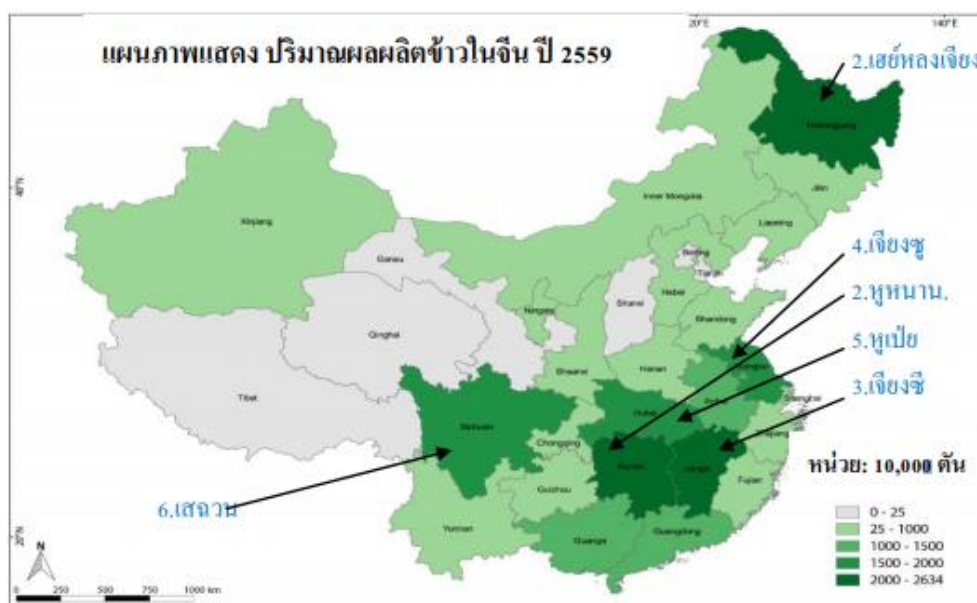 20°E
140°E
แผนภาพแสดง ปริมาณผลผลิตข้าวในจีน ปี 2559
2.เฮย์หลงเจียง
Heilongjiang
40°N
Jilin
Inner Mongolia
Liaoning
Xinjiang
4.เจียงซู
Gansu
Beijing
Tianjin
2.หูหนาน.
Hebei
Shanxi
Ningxia
Shandong
Qinghai
5.หูเป่ย
Shaanxi
Henan
Jiangsu
3.เจียงซี
Tibet
Shanghai
Sichuan
Hubei
Anhui
Chongqing
Zhejiang
Hunan
Jiangxi
หน่วย: 10,000 ตัน
Guizhou
Fujian
6.เสฉวน
0 - 25
Yunnan
Guangdong
25 - 1000
20°N
1000 - 1500
N
1500 - 2000
2000 - 2634
0 250 500 750 1000 km